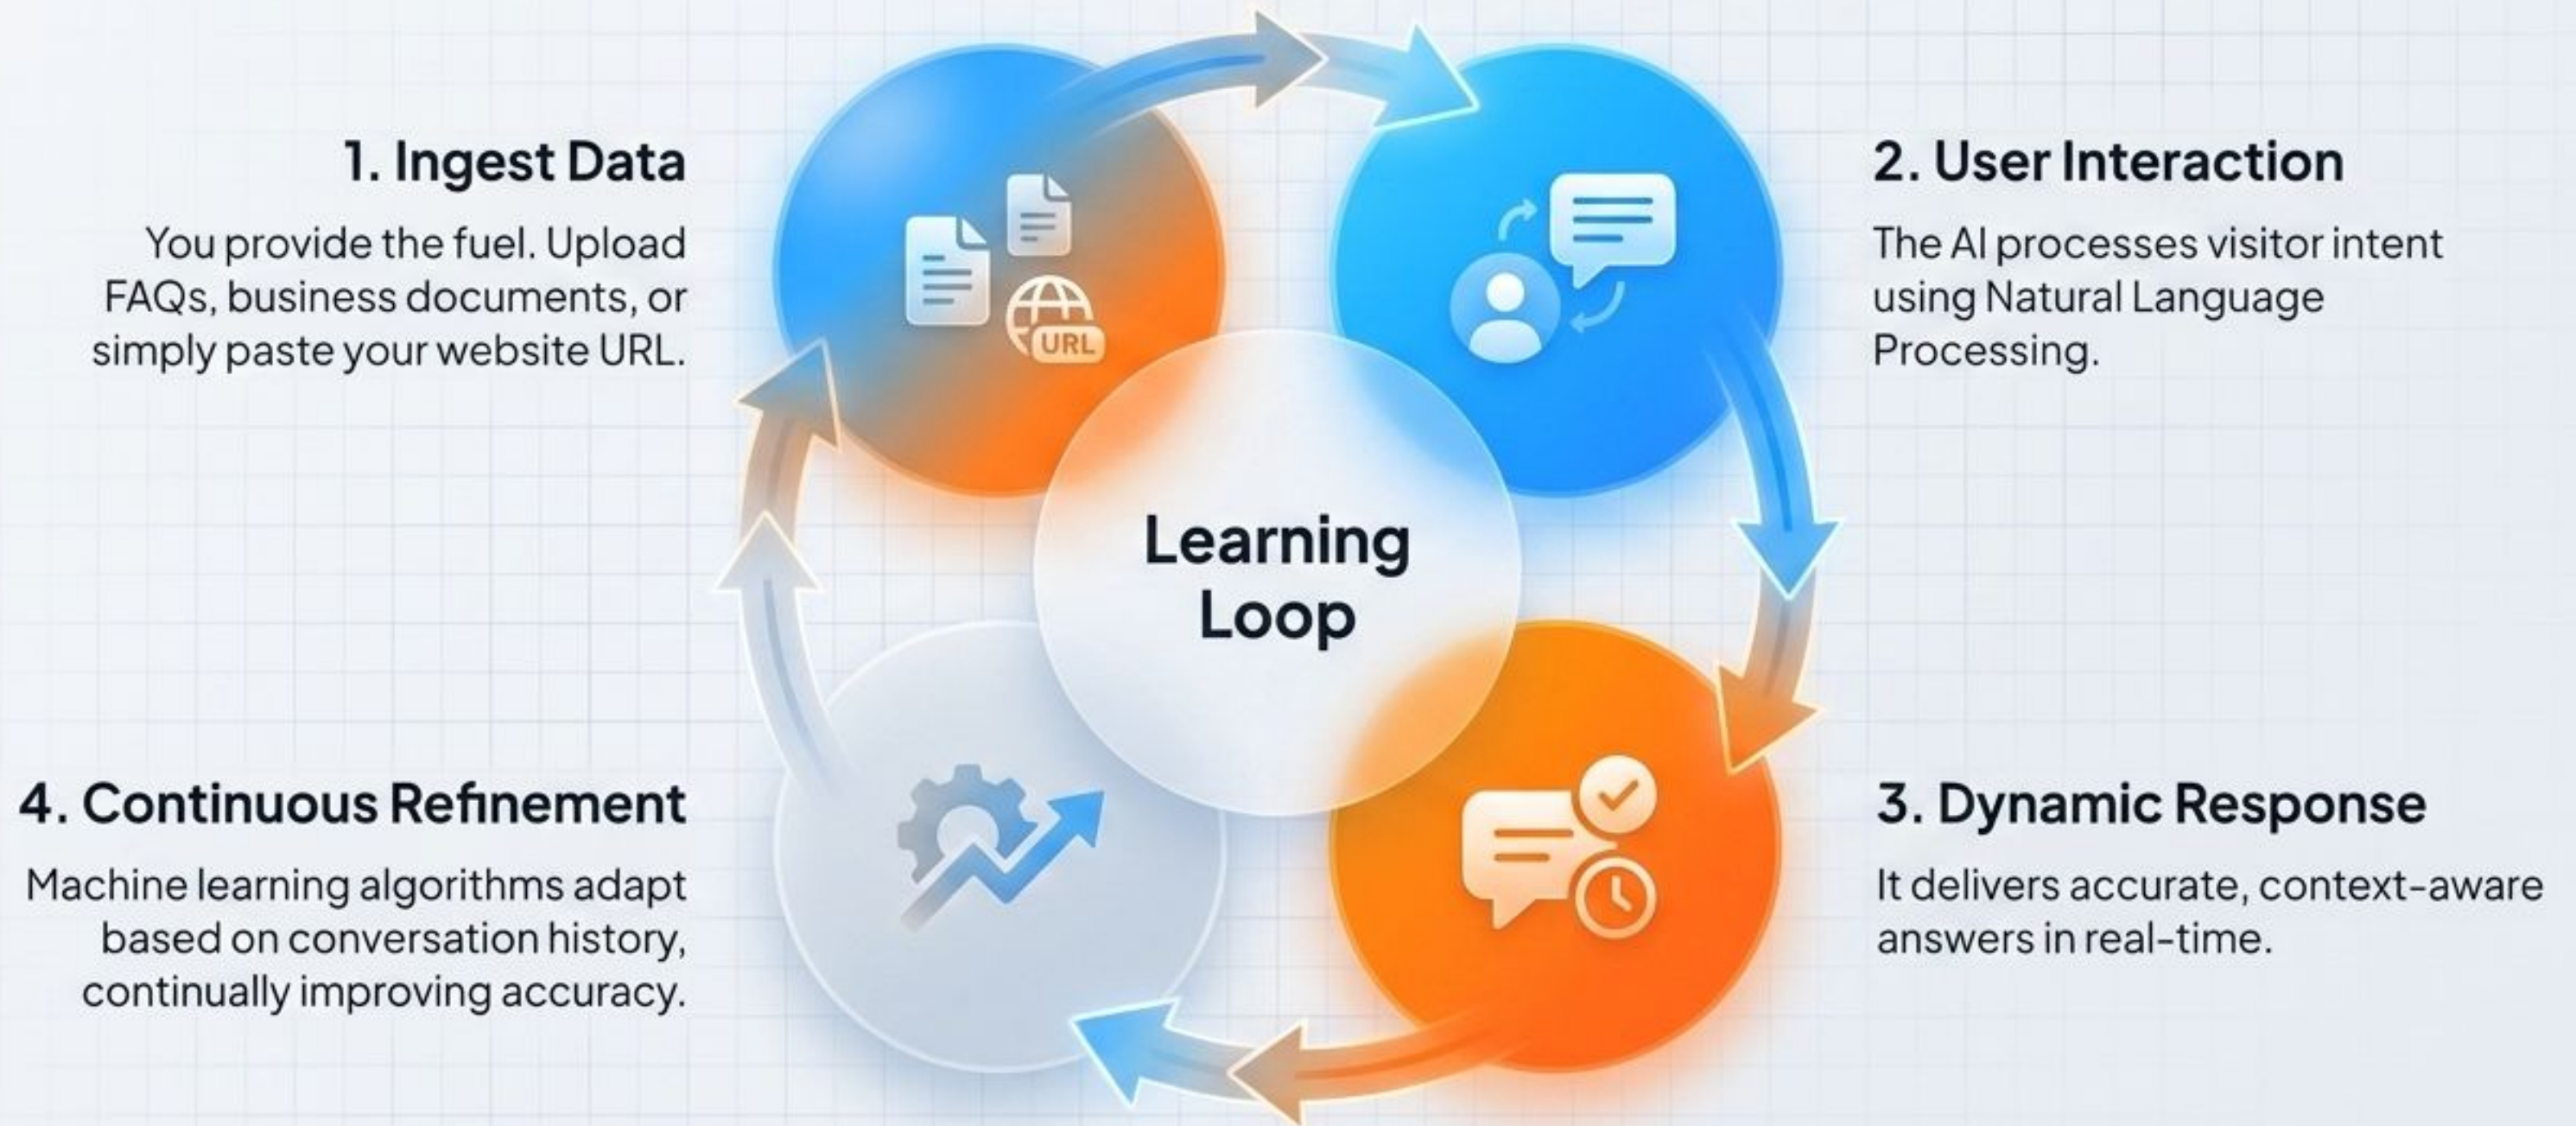 1. Ingest Data
You provide the fuel. Upload
FAQs, business documents, or
simply paste your website URL.
URL
2. User Interaction
The AI processes visitor intent
using Natural Language
Processing.
Learning
Loop
4. Continuous Refinement
Machine learning algorithms adapt
based on conversation history,
continually improving accuracy.
3. Dynamic Response
It delivers accurate, context-aware
answers in real-time.